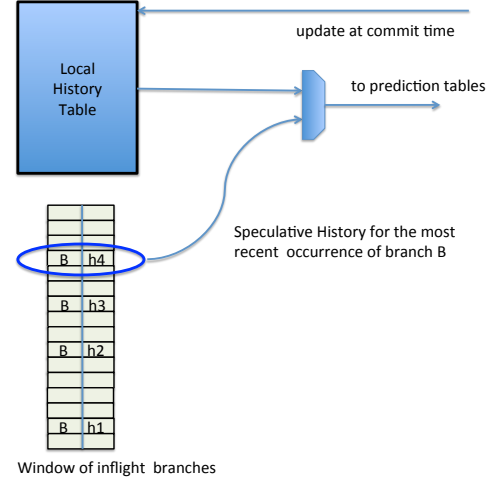 update at commit time
Local
History
Table
to prediction tables
Speculative History for the most
recent occurrence of branch B
B h4
B h3
B h2
B h1
Window of inflight branches